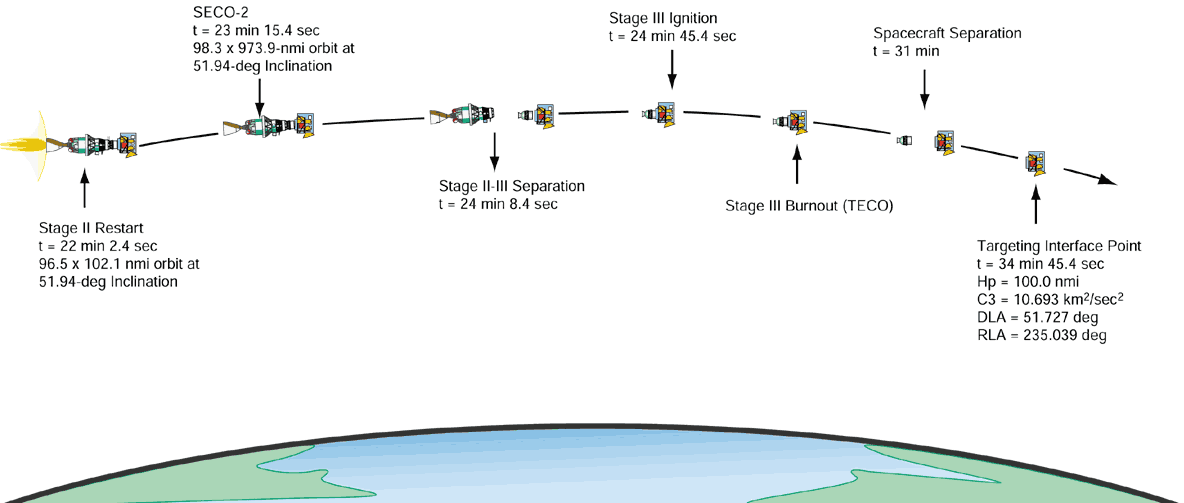 SECO-2
t = 23 min 15.4 sec
98.3 x 973.9-nmi orbit at
51.94-deg Inclination
Stage III Ignition
t = 24 min 45.4 sec
Spacecraft Separation
t = 31 min
Stage II-III Separation
t = 24 min 8.4 sec
Stage III Burnout (TECO)
Stage II Restart
t = 22 min 2.4 sec
96.5 x 102.1 nmi orbit at
51.94-deg Inclination
Targeting Interface Point
t = 34 min 45.4 sec
Hp = 100.0 nmi
C3 = 10.693 km²/sec²
DLA = 51.727 deg
RLA = 235.039 deg